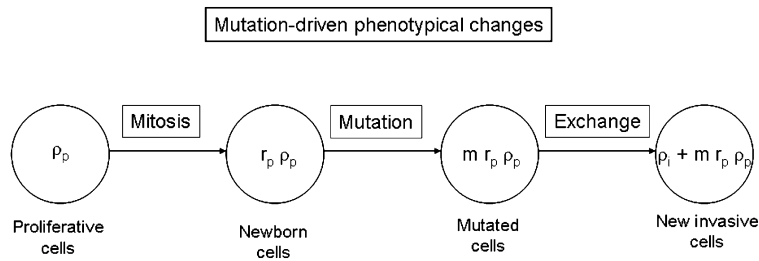 Mutation-driven phenotypical changes
Mitosis
Mutation
Exchange
ρₚ
rₚ ρₚ
m rₚ ρₚ
ρᵢ + m rₚ ρₚ
Proliferative
cells
Newborn
cells
Mutated
cells
New invasive
cells